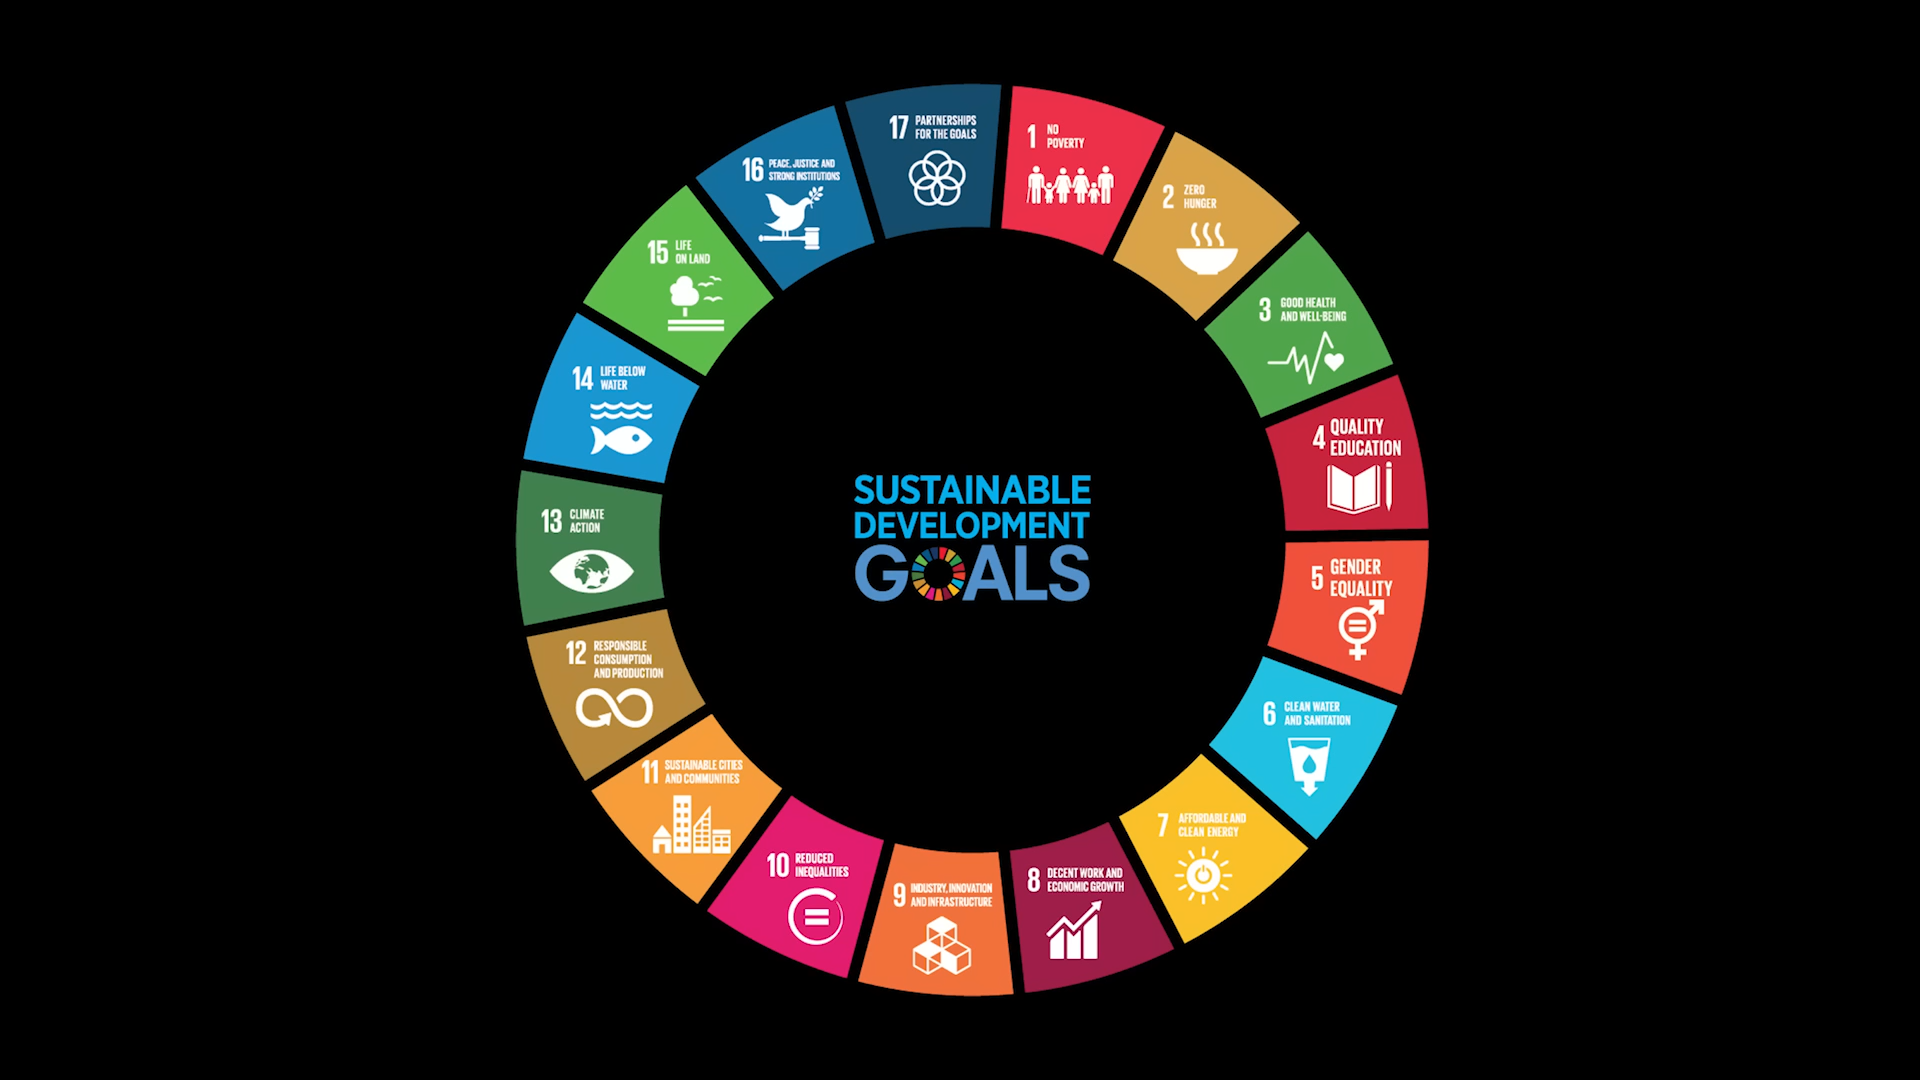 1 NO
POVERTY
2 ZERO
HUNGER
3 GOOD HEALTH
AND WELL-BEING
4 QUALITY
EDUCATION
5 GENDER
EQUALITY
6 CLEAN WATER
AND SANITATION
7 AFFORDABLE AND
CLEAN ENERGY
8 DECENT WORK AND
ECONOMIC GROWTH
9 INDUSTRY, INNOVATION
AND INFRASTRUCTURE
10 REDUCED
INEQUALITIES
11 SUSTAINABLE CITIES
AND COMMUNITIES
12 RESPONSIBLE
CONSUMPTION
AND PRODUCTION
13 CLIMATE
ACTION
14 LIFE BELOW
WATER
15 LIFE
ON LAND
16 PEACE, JUSTICE AND
STRONG INSTITUTIONS
17 PARTNERSHIPS
FOR THE GOALS
SUSTAINABLE
DEVELOPMENT
GOALS